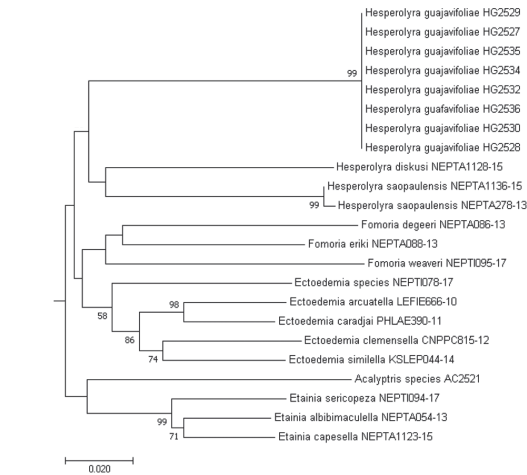 Hesperolyra guajavifoliae HG2529
Hesperolyra guajavifoliae HG2527
Hesperolyra guajavifoliae HG2535
Hesperolyra guajavifoliae HG2534
99
Hesperolyra guajavifoliae HG2532
Hesperolyra guafavifoliae HG2536
Hesperolyra guajavifoliae HG2530
Hesperolyra guajavifoliae HG2528
Hesperolyra diskusi NEPTA1128-15
Hesperolyra saopaulensis NEPTA1136-15
99
Hesperolyra saopaulensis NEPTA278-13
Fomoria degeeri NEPTA086-13
Fomoria eriki NEPTA088-13
Fomoria weaveri NEPTI095-17
Ectoedemia species NEPTI078-17
58
98
Ectoedemia arcuatella LEFIE666-10
Ectoedemia caradjai PHLAE390-11
86
Ectoedemia clemensella CNPPC815-12
74
Ectoedemia similella KSLEP044-14
Acalyptris species AC2521
Etainia sericopeza NEPTI094-17
99
Etainia albibimaculella NEPTA054-13
71
Etainia capesella NEPTA1123-15
0.020